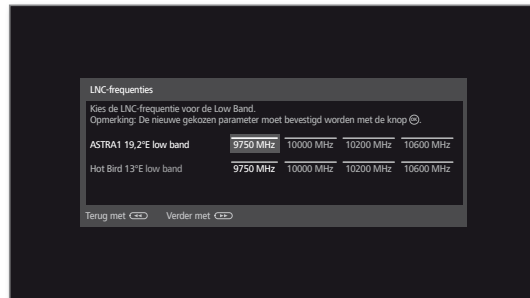 LNC-frequenties
Kies de LNC-frequentie voor de Low Band.
Opmerking: De nieuwe gekozen parameter moet bevestigd worden met de knop OK.
ASTRA1 19,2°E low band 9750 MHz 10000 MHz 10200 MHz 10600 MHz
Hot Bird 13°E low band 9750 MHz 10000 MHz 10200 MHz 10600 MHz
Terug met ◀◀ Verder met ▶▶